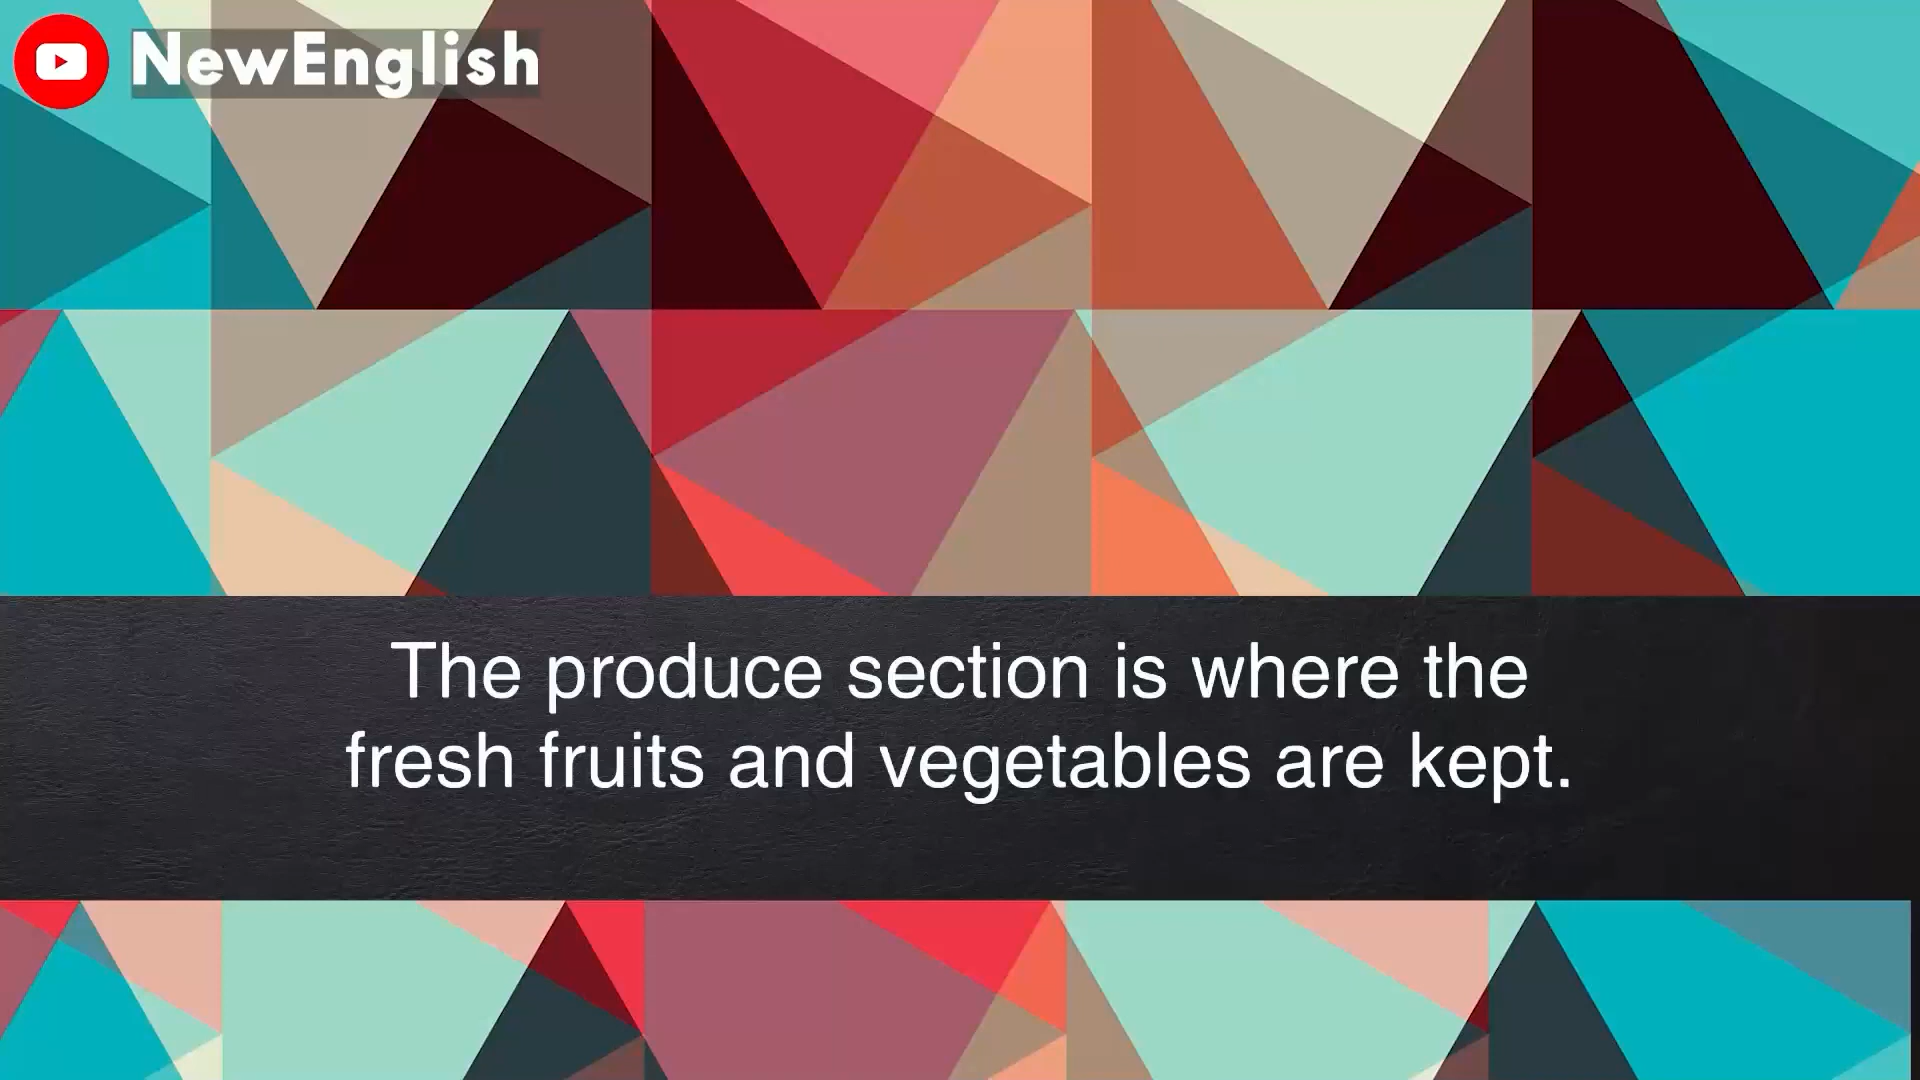 NewEnglish
The produce section is where the
fresh fruits and vegetables are kept.